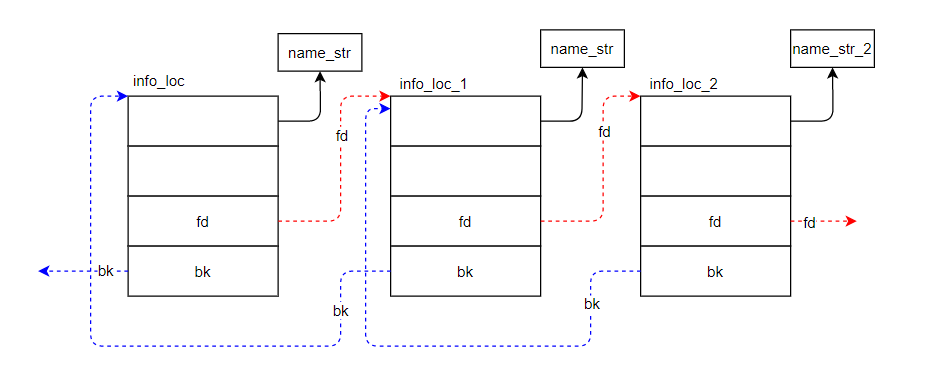 name_str
name_str
name_str_2
info_loc
info_loc_1
info_loc_2
fd
fd
fd
fd
fd
fd
bk
bk
bk
bk
bk
bk